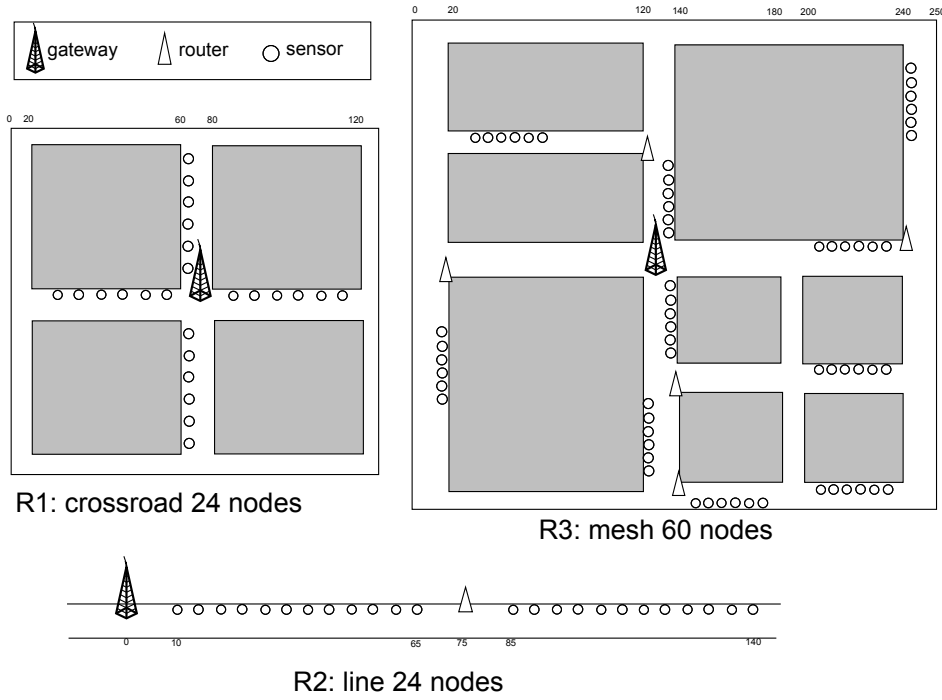 0 20 120 140 180 200 240 250
gateway router sensor
0 20 60 80 120
R1: crossroad 24 nodes
R3: mesh 60 nodes
0 10 65 75 85 140
R2: line 24 nodes